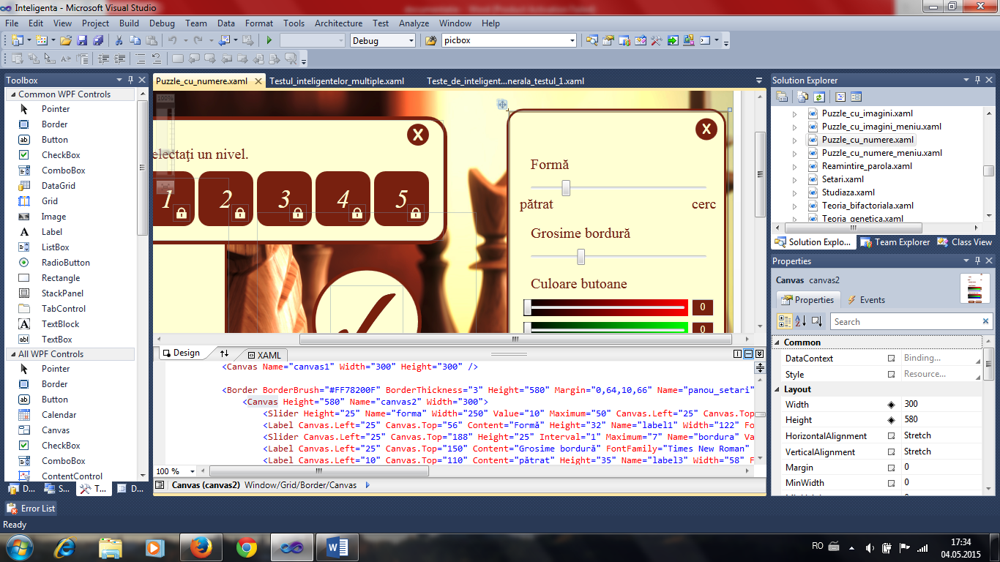 Inteligenta - Microsoft Visual Studio
File Edit View Project Build Debug Team Data Format Tools Architecture Test Analyze Window Help
Debug picbox
Toolbox
Common WPF Controls
Pointer
Border
Button
CheckBox
ComboBox
DataGrid
Grid
Image
Label
ListBox
RadioButton
Rectangle
StackPanel
TabControl
TextBlock
TextBox
All WPF Controls
Pointer
Border
Button
Calendar
Canvas
CheckBox
ComboBox
ContentControl
D... S... T... D...
Puzzle_cu_numere.xaml Testul_inteligentelor_multiple.xaml Teste_de_inteligent...nerala_testul_1.xaml
100%
electaţi un nivel.
X
1 2 3 4 5
X
Formă
pătrat cerc
Grosime bordură
Culoare butoane
0
0
Design XAML
<Canvas Name="canvas1" Width="300" Height="300" />
<Border BorderBrush="#FF78200F" BorderThickness="3" Height="580" Margin="0,64,10,66" Name="panou_setari"
<Canvas Height="580" Name="canvas2" Width="300">
<Slider Height="25" Name="forma" Width="250" Value="10" Maximum="50" Canvas.Left="25" Canvas.Top
<Label Canvas.Left="25" Canvas.Top="56" Content="Formă" Height="32" Name="label1" Width="122" Fo
<Slider Canvas.Left="25" Canvas.Top="188" Height="25" Interval="1" Maximum="7" Name="bordura" Va
<Label Canvas.Left="25" Canvas.Top="150" Content="Grosime bordură" FontFamily="Times New Roman"
<Label Canvas.Left="10" Canvas.Top="110" Content="pătrat" Height="35" Name="label3" Width="58" F
100 %
Canvas (canvas2) Window/Grid/Border/Canvas
Solution Explorer
Puzzle_cu_imagini.xaml
Puzzle_cu_imagini_meniu.xaml
Puzzle_cu_numere.xaml
Puzzle_cu_numere_meniu.xaml
Reamintire_parola.xaml
Setari.xaml
Studiaza.xaml
Teoria_bifactoriala.xaml
Teoria_genetica.xaml
Solution Explo... Team Explorer Class View
Properties
Canvas canvas2
Properties Events
Search
Common
DataContext Binding...
Style Resource...
Layout
Width 300
Height 580
HorizontalAlignment Stretch
VerticalAlignment Stretch
Margin 0
MinWidth 0
Error List
Ready
RO
17:34
04.05.2015